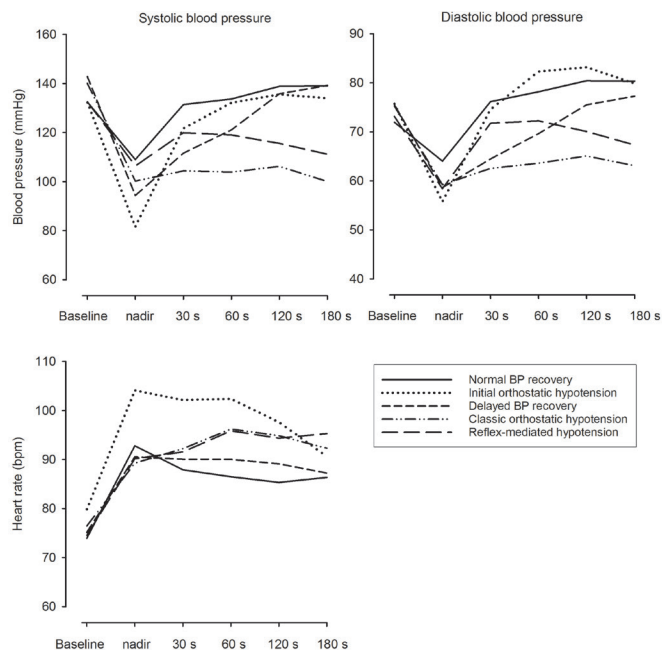 Systolic blood pressure
Blood pressure (mmHg)
160
140
120
100
80
60
Baseline nadir 30 s 60 s 120 s 180 s
Diastolic blood pressure
90
80
70
60
50
40
Baseline nadir 30 s 60 s 120 s 180 s
Heart rate (bpm)
110
100
90
80
70
60
Baseline nadir 30 s 60 s 120 s 180 s
Normal BP recovery
Initial orthostatic hypotension
Delayed BP recovery
Classic orthostatic hypotension
Reflex-mediated hypotension